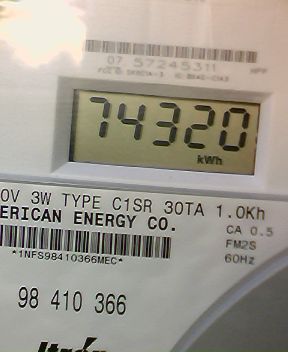 07 57245311
74320
kWh
0V 3W TYPE C1SR 30TA 1.0Kh
ERICAN ENERGY CO.
CA 0.5
FM2S
60Hz
*1NFS98410366MEC*
98 410 366
Itrón